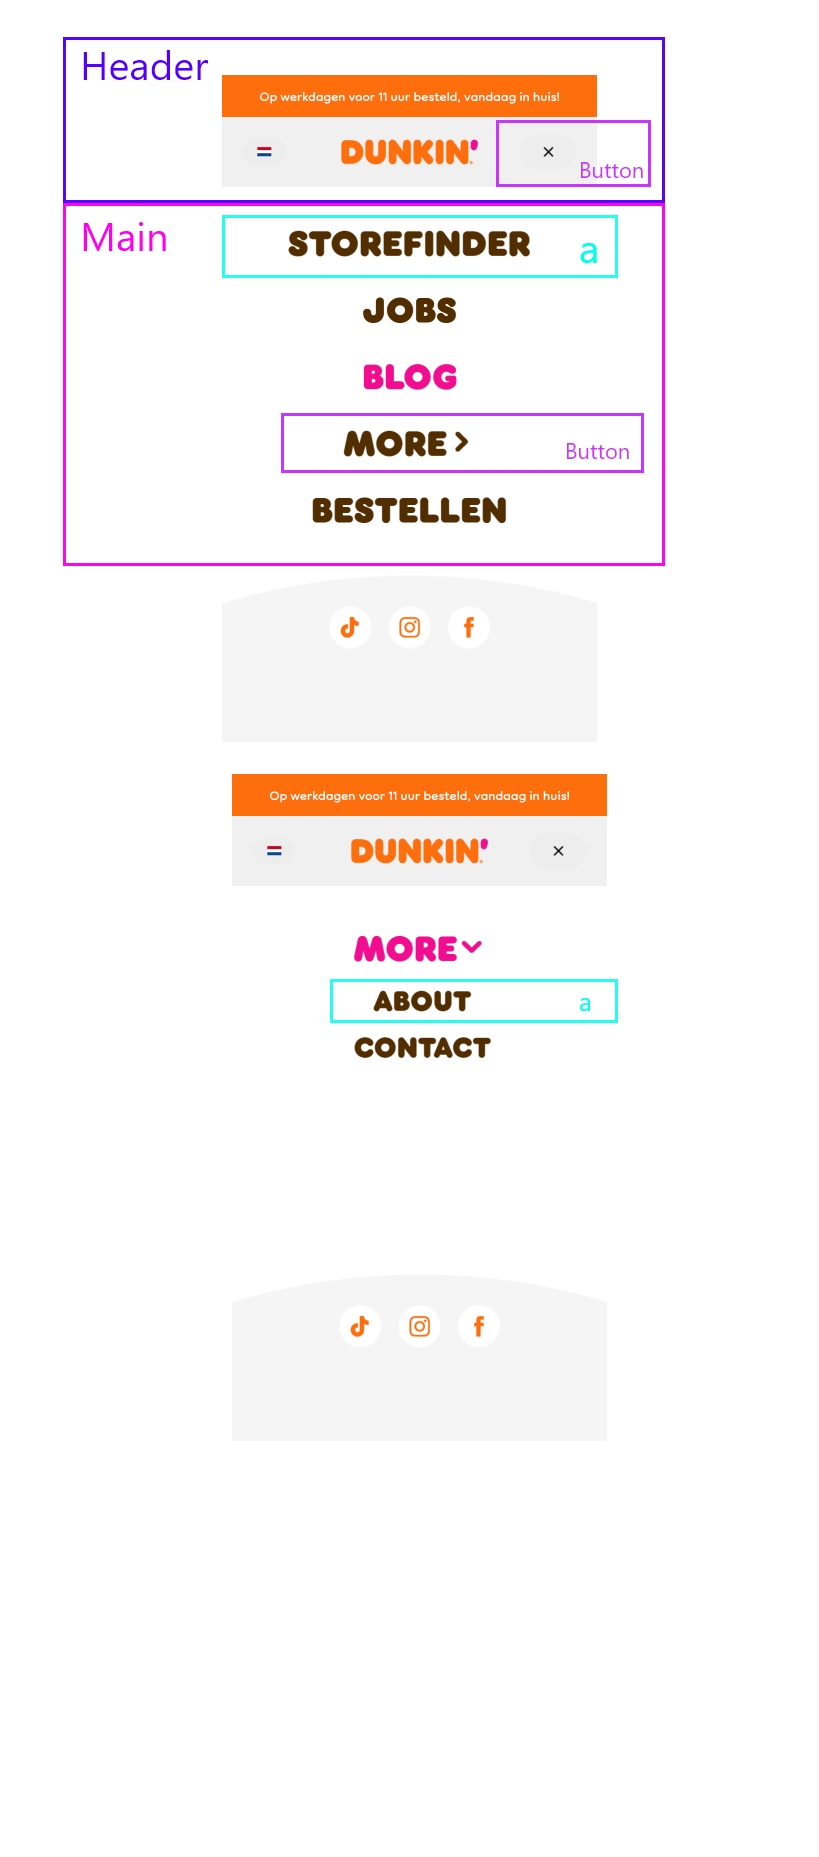 Header
Op werkdagen voor 11 uur besteld, vandaag in huis!
DUNKIN'
Button
Main
STOREFINDER
a
JOBS
BLOG
MORE >
Button
BESTELLEN
Op werkdagen voor 11 uur besteld, vandaag in huis!
DUNKIN'
MORE
ABOUT
a
CONTACT